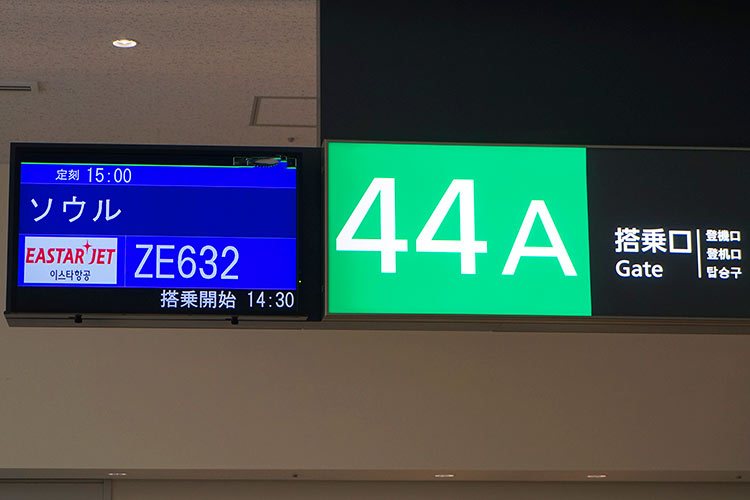 定刻 15:00
ソウル
EASTAR JET
이스타항공
ZE632
搭乗開始 14:30
44A
搭乗口
Gate
登機口
登机口
탑승구